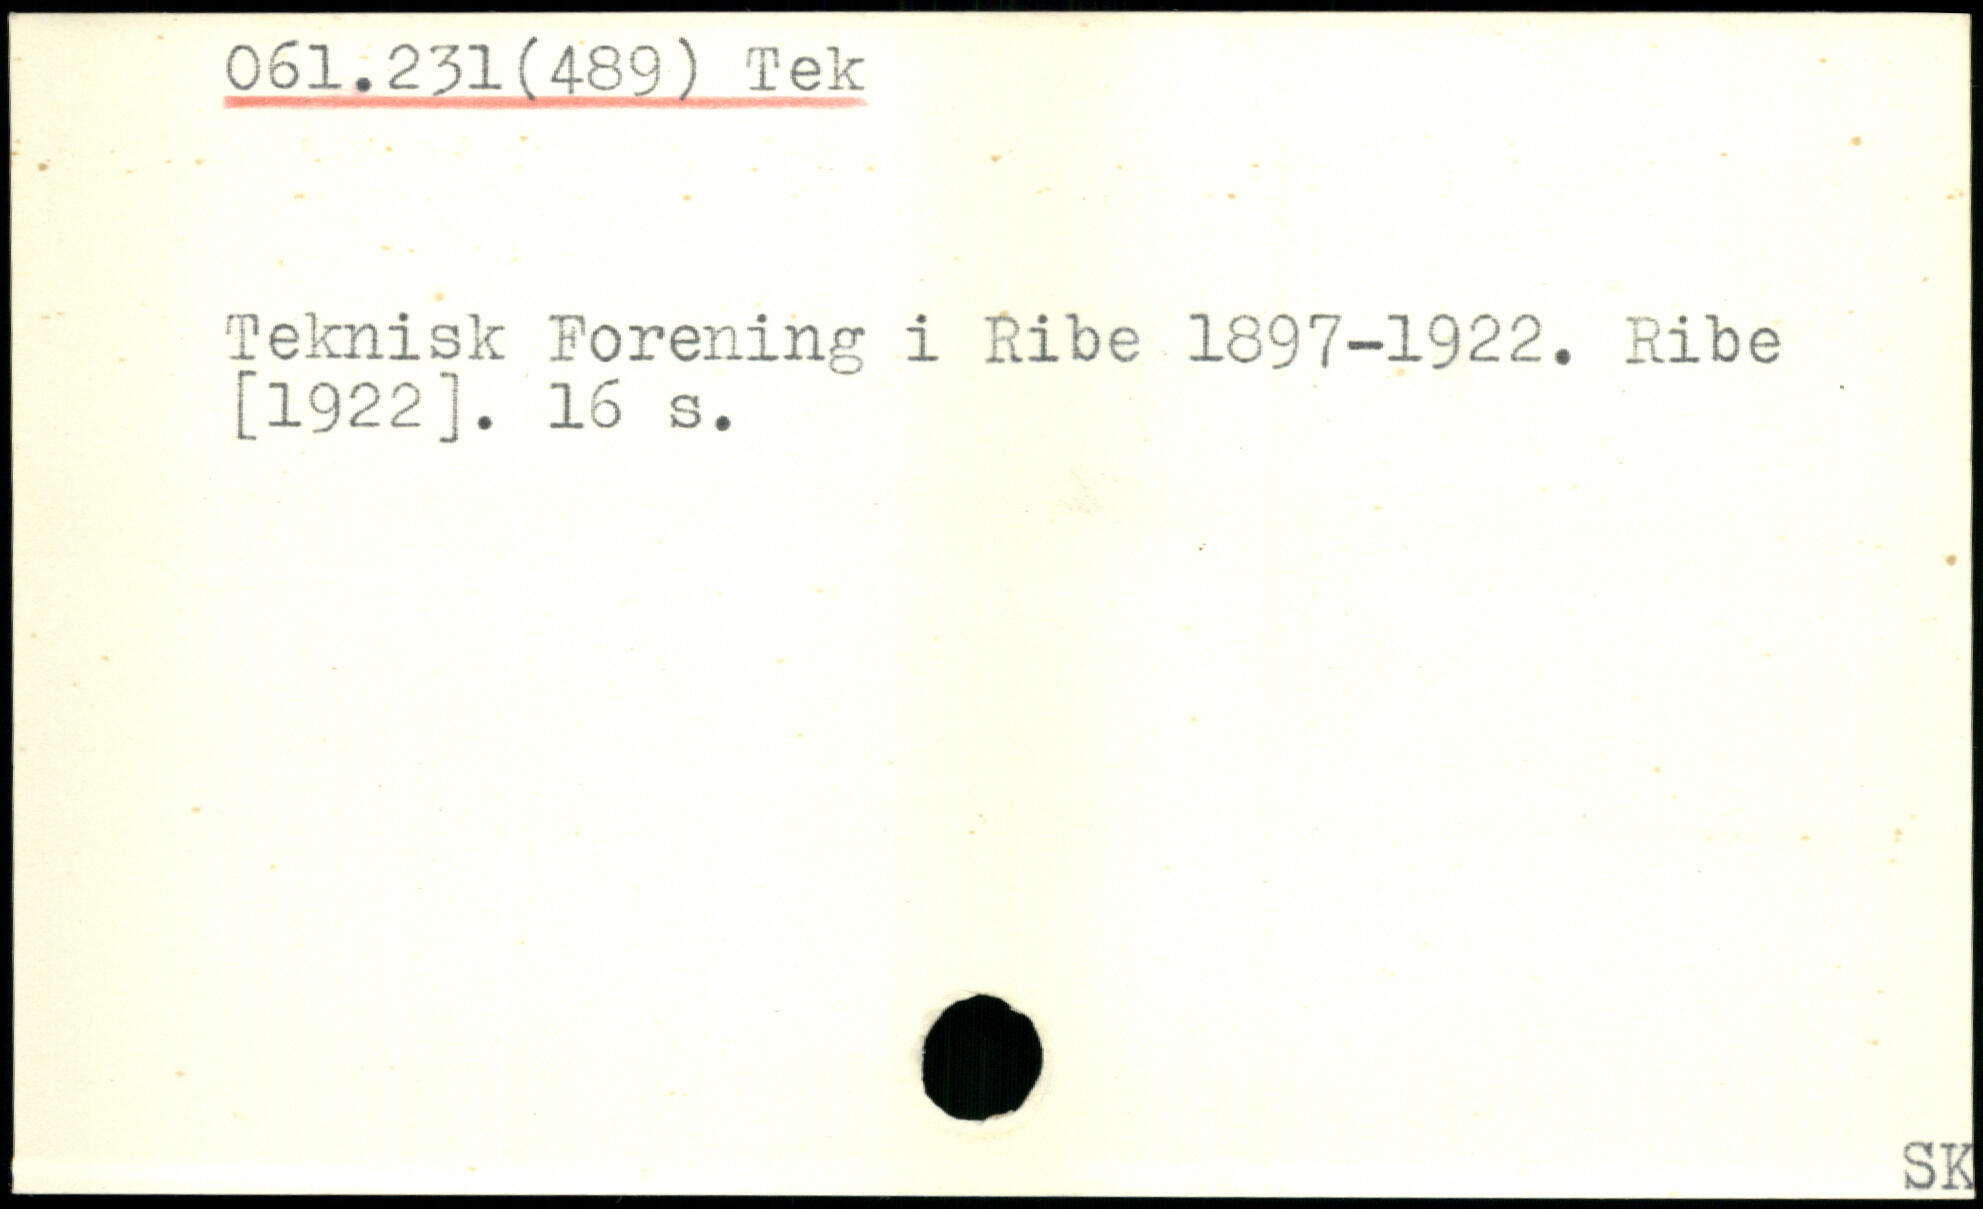 061.231(489) Tek
Teknisk Forening i Ribe 1897-1922. Ribe
[1922]. 16 s.
SK